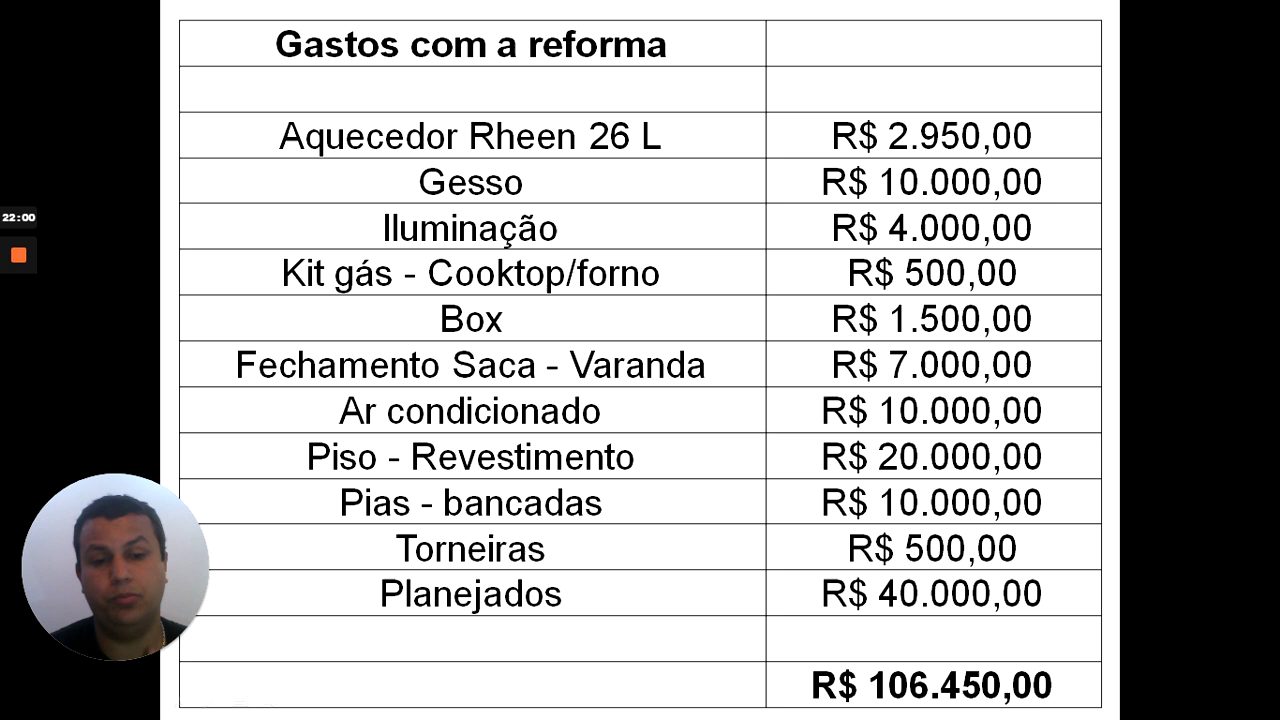 Gastos com a reforma
Aquecedor Rheen 26 L R$ 2.950,00
Gesso R$ 10.000,00
Iluminação R$ 4.000,00
22:00
Kit gás - Cooktop/forno R$ 500,00
Box R$ 1.500,00
Fechamento Saca - Varanda R$ 7.000,00
Ar condicionado R$ 10.000,00
Piso - Revestimento R$ 20.000,00
Pias - bancadas R$ 10.000,00
Torneiras R$ 500,00
Planejados R$ 40.000,00
R$ 106.450,00